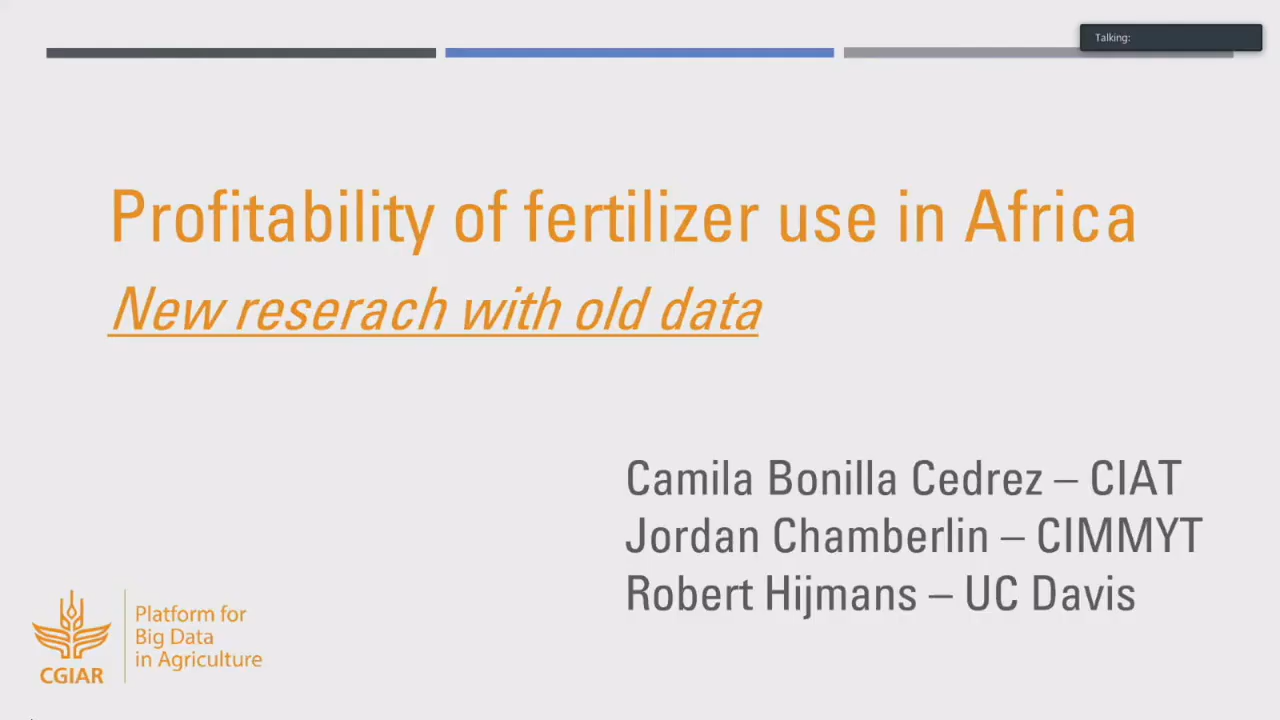 Talking:
Profitability of fertilizer use in Africa
New reserach with old data
Camila Bonilla Cedrez – CIAT
Jordan Chamberlin – CIMMYT
Robert Hijmans – UC Davis
Platform for
Big Data
in Agriculture
CGIAR